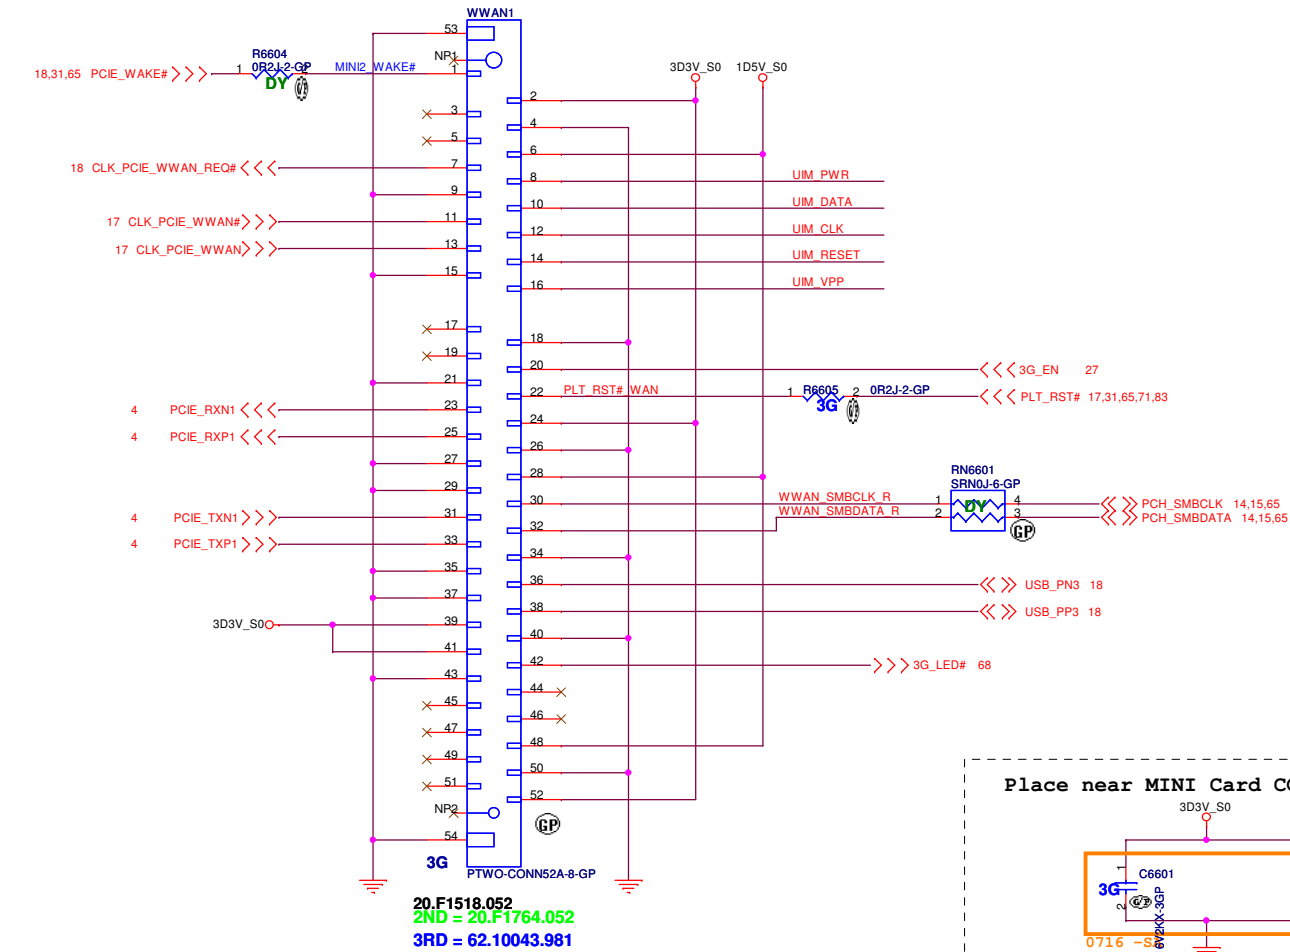 WWAN1
53
NP1
R6604
0R2J-2-GP
18,31,65 PCIE_WAKE#
1
2
MINI2_WAKE#
1
DY
3D3V_S0
1D5V_S0
2
3
4
5
6
18 CLK_PCIE_WWAN_REQ#
7
8
UIM_PWR
9
10
UIM_DATA
17 CLK_PCIE_WWAN#
11
12
UIM_CLK
17 CLK_PCIE_WWAN
13
14
UIM_RESET
15
16
UIM_VPP
17
18
19
20
3G_EN 27
21
22
PLT_RST#_WAN
1
R6605
2
0R2J-2-GP
3G
PLT_RST# 17,31,65,71,83
4 PCIE_RXN1
23
24
4 PCIE_RXP1
25
26
27
28
RN6601
SRN0J-6-GP
29
30
WWAN_SMBCLK_R
1
DY
4
PCH_SMBCLK 14,15,65
WWAN_SMBDATA_R
2
3
PCH_SMBDATA 14,15,65
GP
4 PCIE_TXN1
31
32
4 PCIE_TXP1
33
34
35
36
USB_PN3 18
37
38
USB_PP3 18
3D3V_S0
39
40
41
42
3G_LED# 68
43
44
45
46
47
48
49
50
51
52
NP2
GP
54
3G
PTWO-CONN52A-8-GP
20.F1518.052
2ND = 20.F1764.052
3RD = 62.10043.981
Place near MINI Card
3D3V_S0
1
C6601
3G
2
6V2KX-3GP
0716